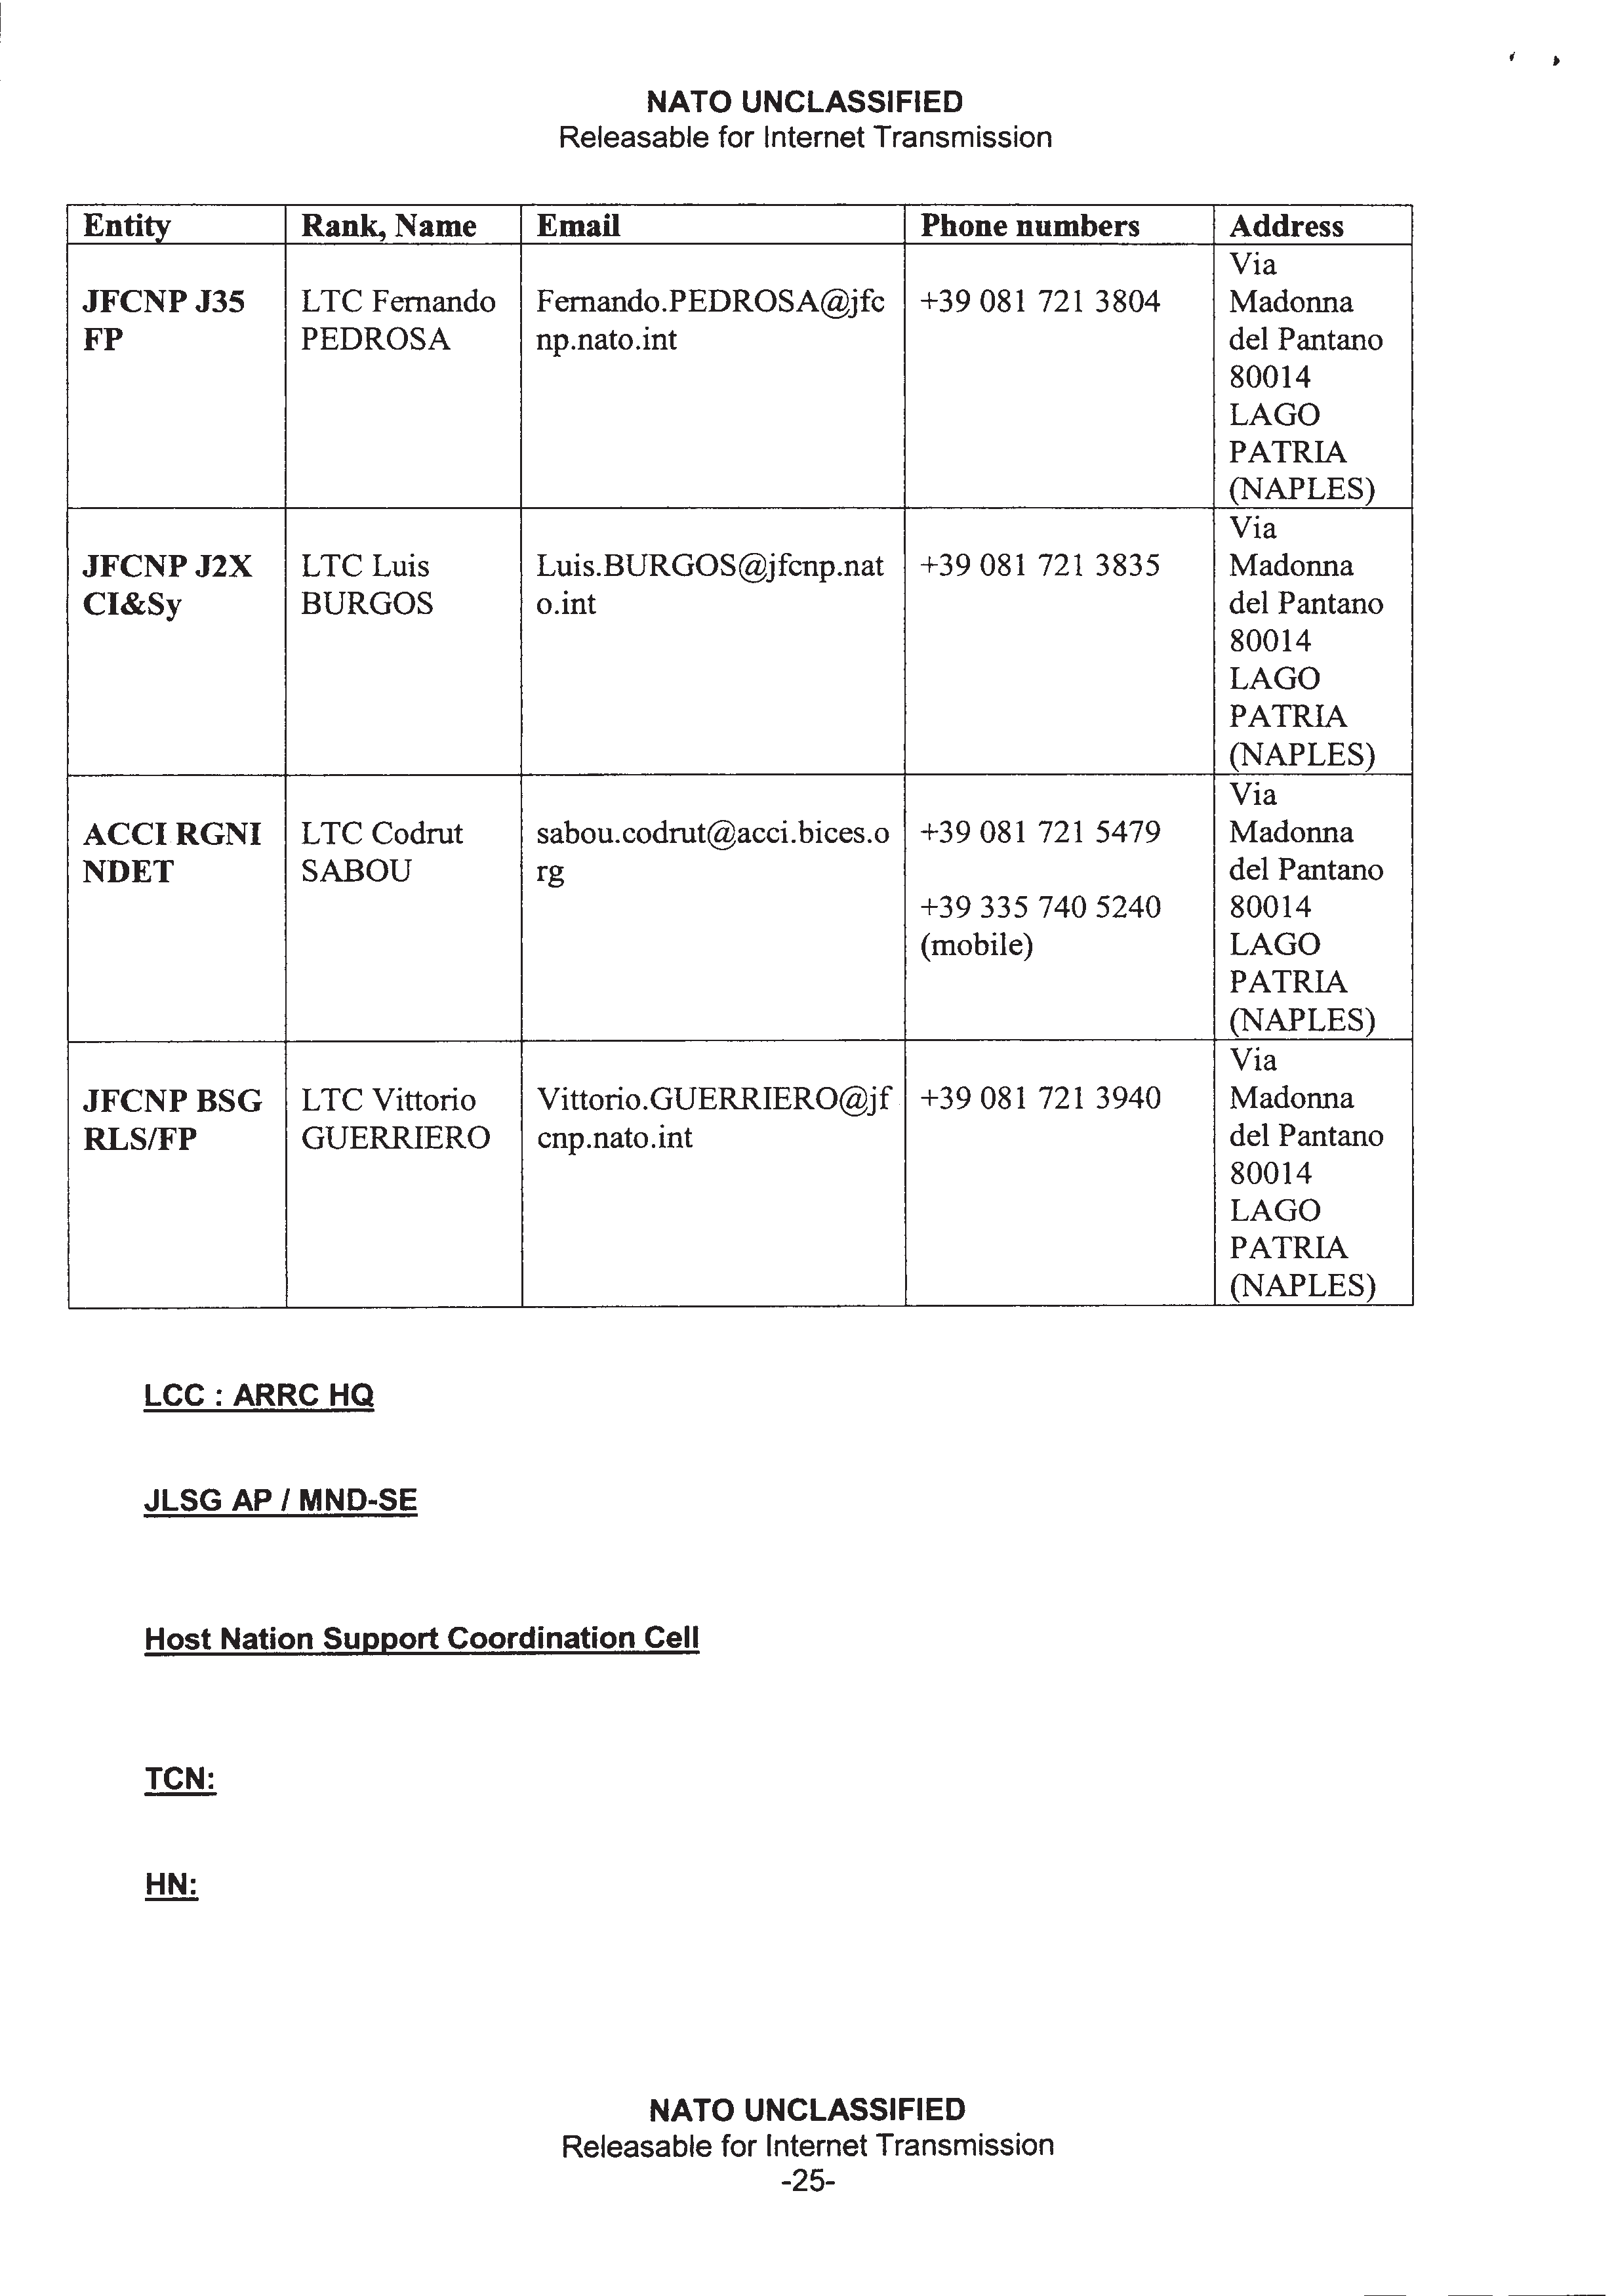 NATO UNCLASSIFIED
Releasable for Internet Transmission
Entity Rank, Name Email Phone numbers Address
Via
JFCNP J35 LTC Fernando Fernando.PEDROSA@jfc +39 081 721 3804 Madonna
FP PEDROSA np.nato.int del Pantano
80014
LAGO
PATRIA
(NAPLES)
Via
JFCNP J2X LTC Luis Luis.BURGOS@jfcnp.nat +39 081 721 3835 Madonna
CI&Sy BURGOS o.int del Pantano
80014
LAGO
PATRIA
(NAPLES)
Via
ACCI RGNI LTC Codrut sabou.codrut@acci.bices.o +39 081 721 5479 Madonna
NDET SABOU rg del Pantano
+39 335 740 5240 80014
(mobile) LAGO
PATRIA
(NAPLES)
Via
JFCNP BSG LTC Vittorio Vittorio.GUERRIERO@jf +39 081 721 3940 Madonna
RLS/FP GUERRIERO cnp.nato.int del Pantano
80014
LAGO
PATRIA
(NAPLES)
LCC : ARRC HQ
JLSG AP / MND-SE
Host Nation Support Coordination Cell
TCN:
HN:
NATO UNCLASSIFIED
Releasable for Internet Transmission
-25-